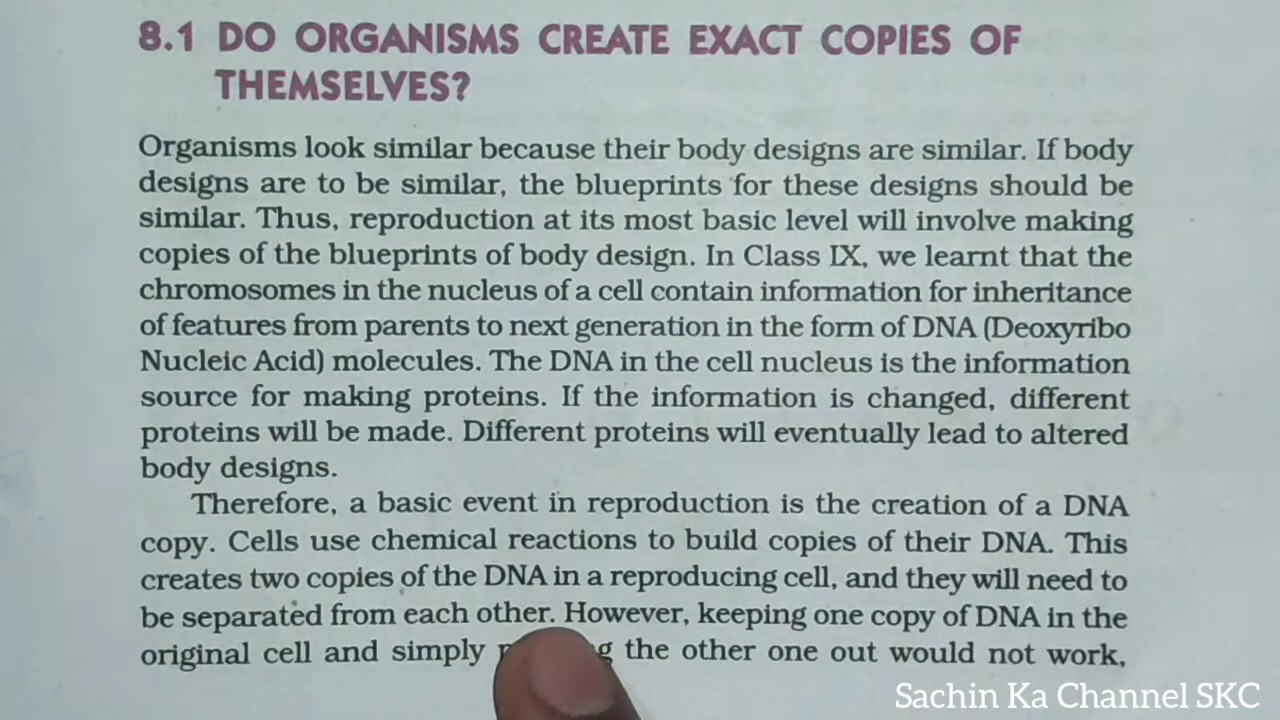 8.1 DO ORGANISMS CREATE EXACT COPIES OF
THEMSELVES?
Organisms look similar because their body designs are similar. If body
designs are to be similar, the blueprints for these designs should be
similar. Thus, reproduction at its most basic level will involve making
copies of the blueprints of body design. In Class IX, we learnt that the
chromosomes in the nucleus of a cell contain information for inheritance
of features from parents to next generation in the form of DNA (Deoxyribo
Nucleic Acid) molecules. The DNA in the cell nucleus is the information
source for making proteins. If the information is changed, different
proteins will be made. Different proteins will eventually lead to altered
body designs.
Therefore, a basic event in reproduction is the creation of a DNA
copy. Cells use chemical reactions to build copies of their DNA. This
creates two copies of the DNA in a reproducing cell, and they will need to
be separated from each other. However, keeping one copy of DNA in the
original cell and simply the other one out would not work,
Sachin Ka Channel SKC